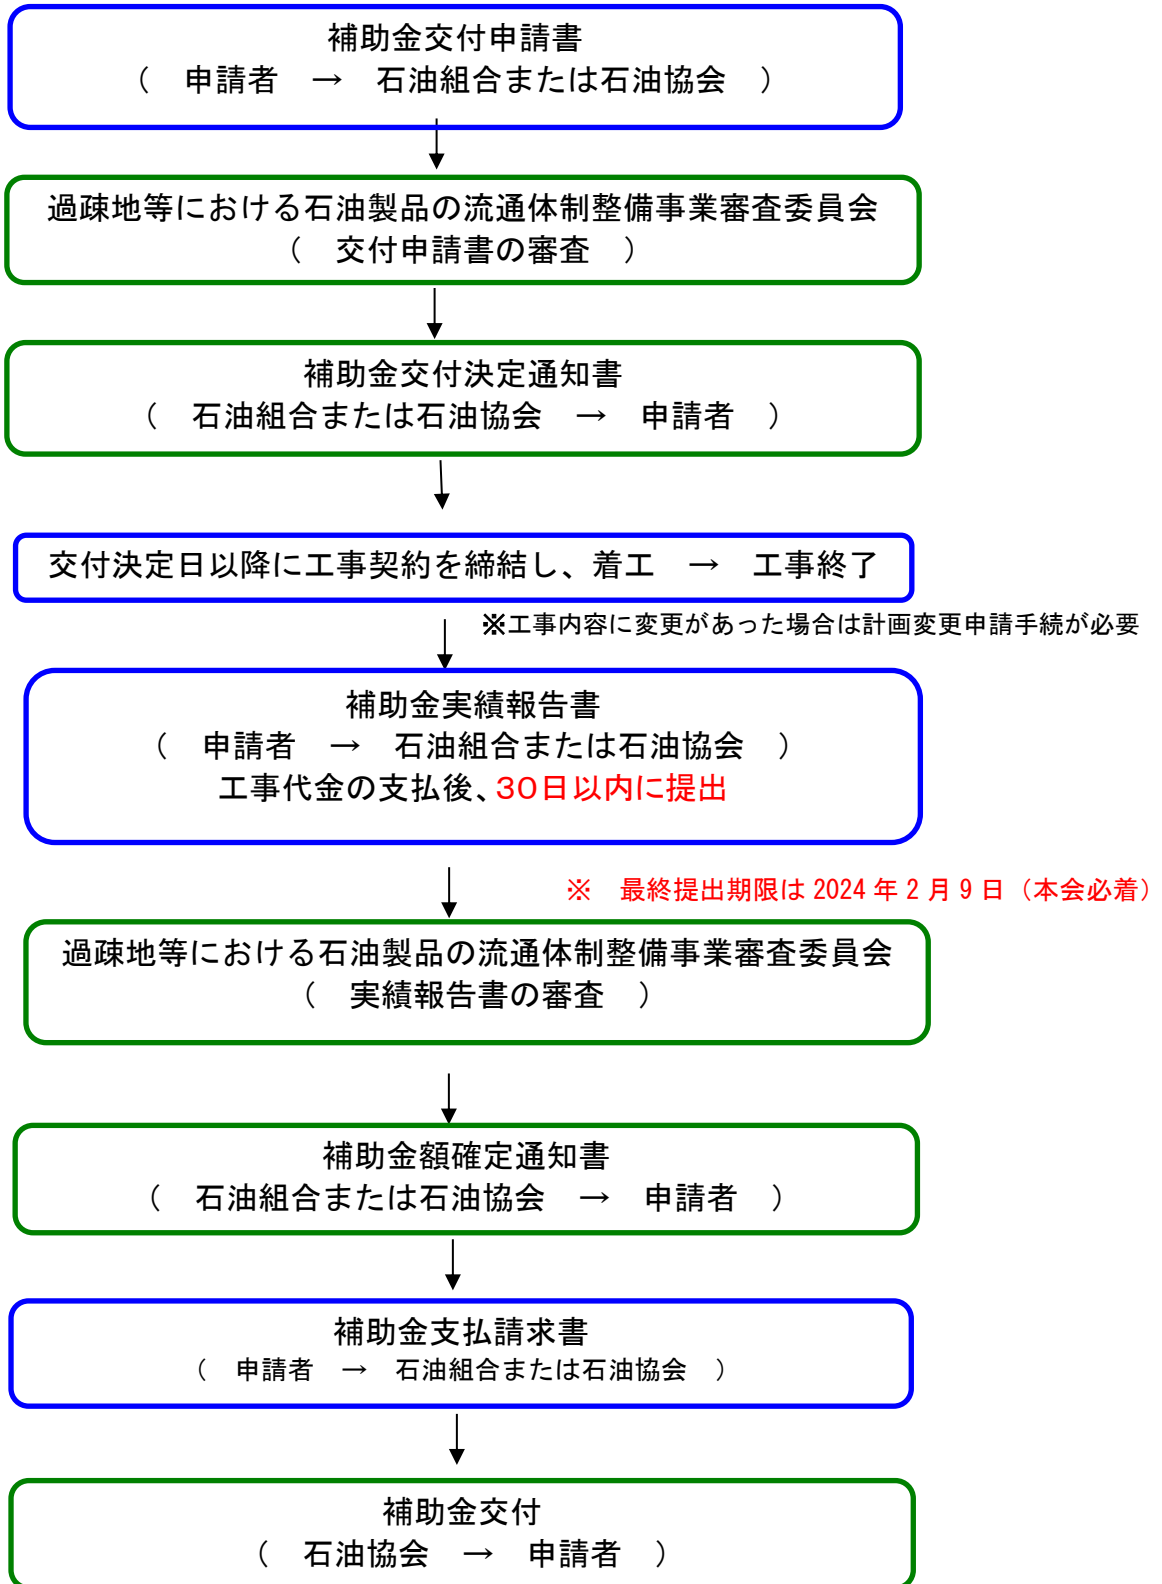 補助金交付申請書
（　申請者　→　石油組合または石油協会　）
過疎地等における石油製品の流通体制整備事業審査委員会
（　交付申請書の審査　）
補助金交付決定通知書
（　石油組合または石油協会　→　申請者　）
交付決定日以降に工事契約を締結し、着工　→　工事終了
※工事内容に変更があった場合は計画変更申請手続が必要
補助金実績報告書
（　申請者　→　石油組合または石油協会　）
工事代金の支払後、30日以内に提出
※　最終提出期限は 2024 年 2 月 9 日（本会必着）
過疎地等における石油製品の流通体制整備事業審査委員会
（　実績報告書の審査　）
補助金額確定通知書
（　石油組合または石油協会　→　申請者　）
補助金支払請求書
（　申請者　→　石油組合または石油協会　）
補助金交付
（　石油協会　→　申請者　）